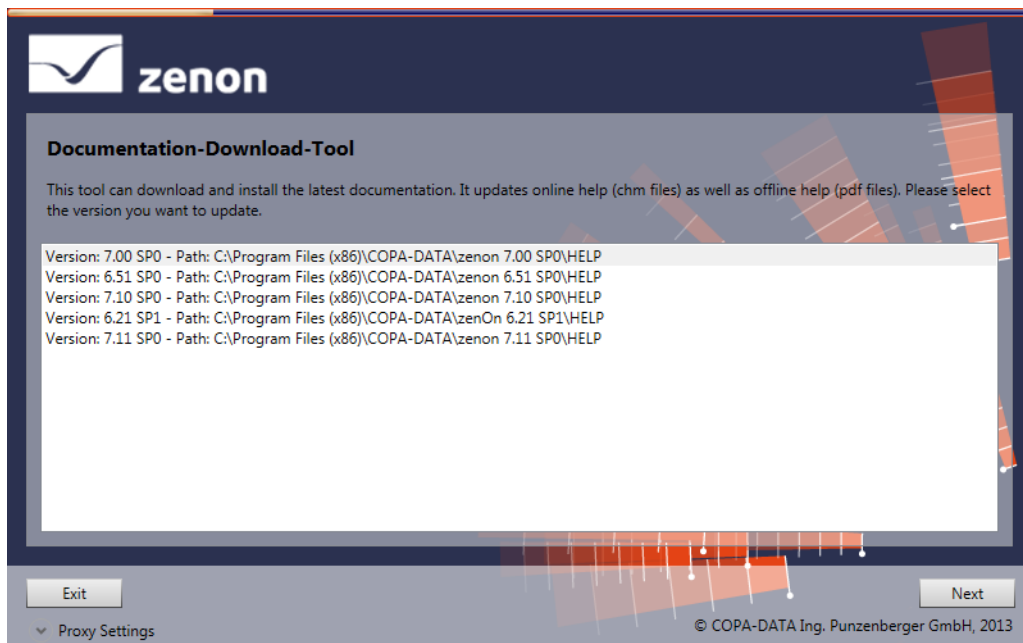 zenon
Documentation-Download-Tool
This tool can download and install the latest documentation. It updates online help (chm files) as well as offline help (pdf files). Please select
the version you want to update.
Version: 7.00 SP0 - Path: C:\Program Files (x86)\COPA-DATA\zenon 7.00 SP0\HELP
Version: 6.51 SP0 - Path: C:\Program Files (x86)\COPA-DATA\zenon 6.51 SP0\HELP
Version: 7.10 SP0 - Path: C:\Program Files (x86)\COPA-DATA\zenon 7.10 SP0\HELP
Version: 6.21 SP1 - Path: C:\Program Files (x86)\COPA-DATA\zenOn 6.21 SP1\HELP
Version: 7.11 SP0 - Path: C:\Program Files (x86)\COPA-DATA\zenon 7.11 SP0\HELP
Exit
Next
Proxy Settings
© COPA-DATA Ing. Punzenberger GmbH, 2013